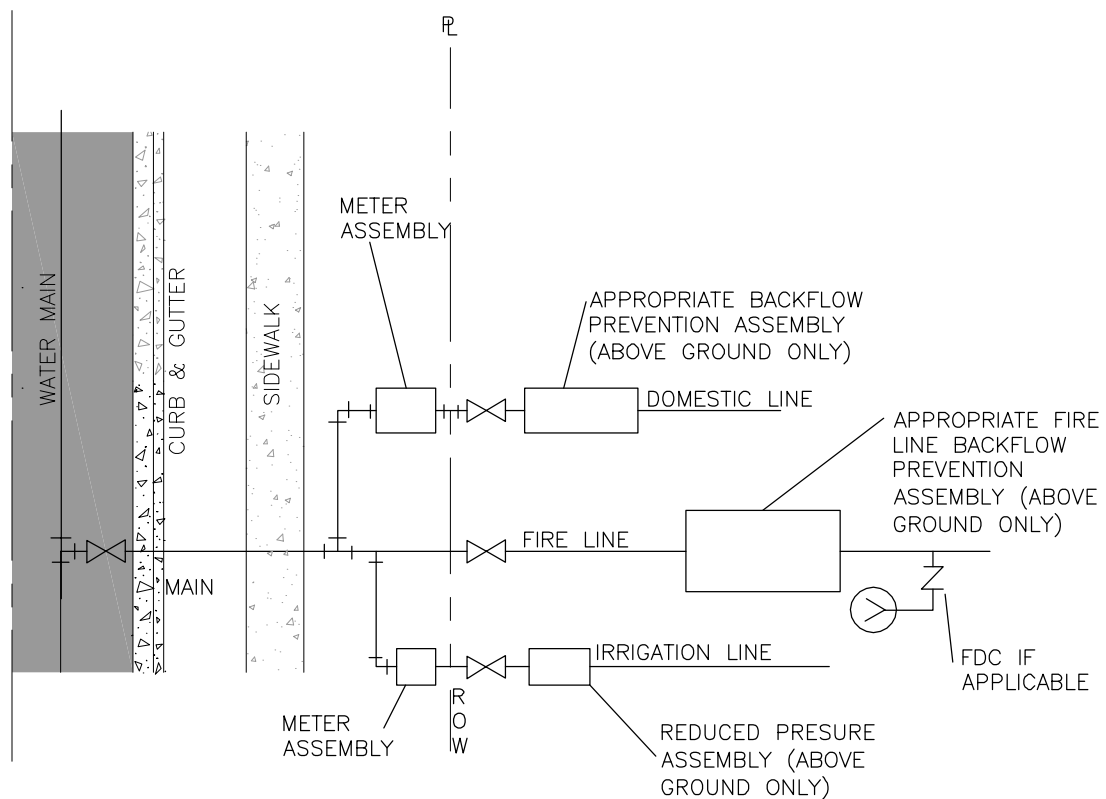 PL
METER
ASSEMBLY
APPROPRIATE BACKFLOW
PREVENTION ASSEMBLY
(ABOVE GROUND ONLY)
WATER MAIN
CURB & GUTTER
SIDEWALK
DOMESTIC LINE
APPROPRIATE FIRE
LINE BACKFLOW
PREVENTION
ASSEMBLY (ABOVE
GROUND ONLY)
FIRE LINE
MAIN
IRRIGATION LINE
FDC IF
APPLICABLE
METER
ASSEMBLY
ROW
REDUCED PRESURE
ASSEMBLY (ABOVE
GROUND ONLY)